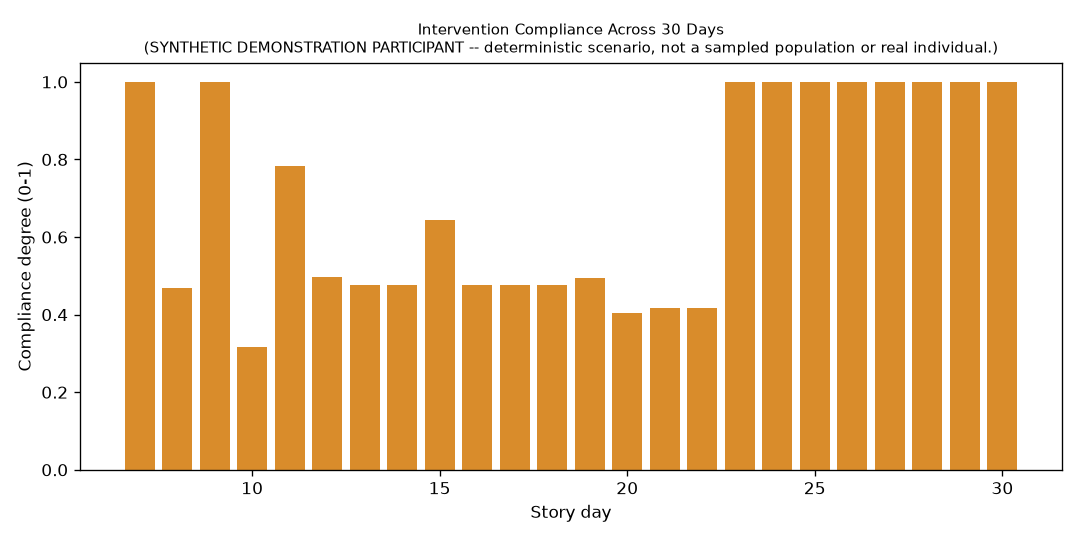 Intervention Compliance Across 30 Days
(SYNTHETIC DEMONSTRATION PARTICIPANT -- deterministic scenario, not a sampled population or real individual.)
Compliance degree (0-1)
1.0
0.8
0.6
0.4
0.2
0.0
10 15 20 25 30
Story day